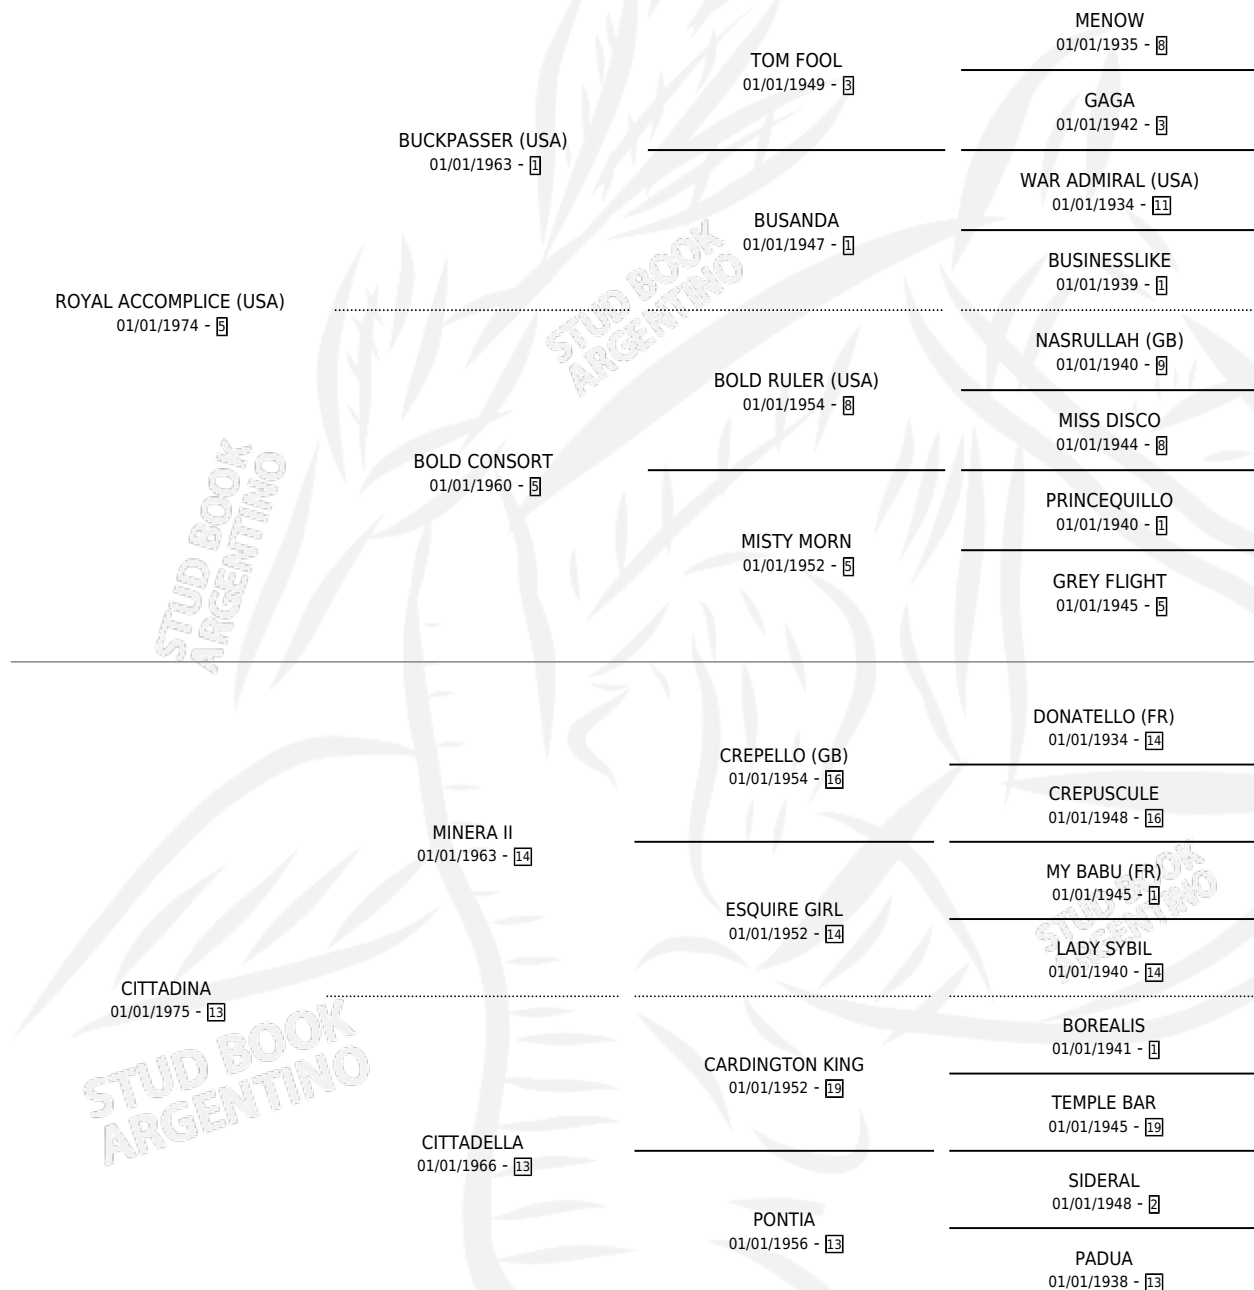 MENOW
01/01/1935 - 8
TOM FOOL
01/01/1949 - 3
GAGA
01/01/1942 - 3
BUCKPASSER (USA)
01/01/1963 - 1
WAR ADMIRAL (USA)
01/01/1934 - 11
BUSANDA
01/01/1947 - 1
BUSINESSLIKE
01/01/1939 - 1
ROYAL ACCOMPLICE (USA)
01/01/1974 - 5
NASRULLAH (GB)
01/01/1940 - 9
BOLD RULER (USA)
01/01/1954 - 8
MISS DISCO
01/01/1944 - 8
BOLD CONSORT
01/01/1960 - 5
PRINCEQUILLO
01/01/1940 - 1
MISTY MORN
01/01/1952 - 5
GREY FLIGHT
01/01/1945 - 5
STUD BOOK
ARGENTINO
STUD BOOK
ARGENTINO
DONATELLO (FR)
01/01/1934 - 14
CREPELLO (GB)
01/01/1954 - 16
CREPUSCULE
01/01/1948 - 16
MINERA II
01/01/1963 - 14
MY BABU (FR)
01/01/1945 - 1
ESQUIRE GIRL
01/01/1952 - 14
LADY SYBIL
01/01/1940 - 14
STUD BOOK
ARGENTINO
CITTADINA
01/01/1975 - 13
BOREALIS
01/01/1941 - 1
CARDINGTON KING
01/01/1952 - 19
TEMPLE BAR
01/01/1945 - 19
CITTADELLA
01/01/1966 - 13
SIDERAL
01/01/1948 - 2
PONTIA
01/01/1956 - 13
PADUA
01/01/1938 - 13
STUD BOOK
ARGENTINO